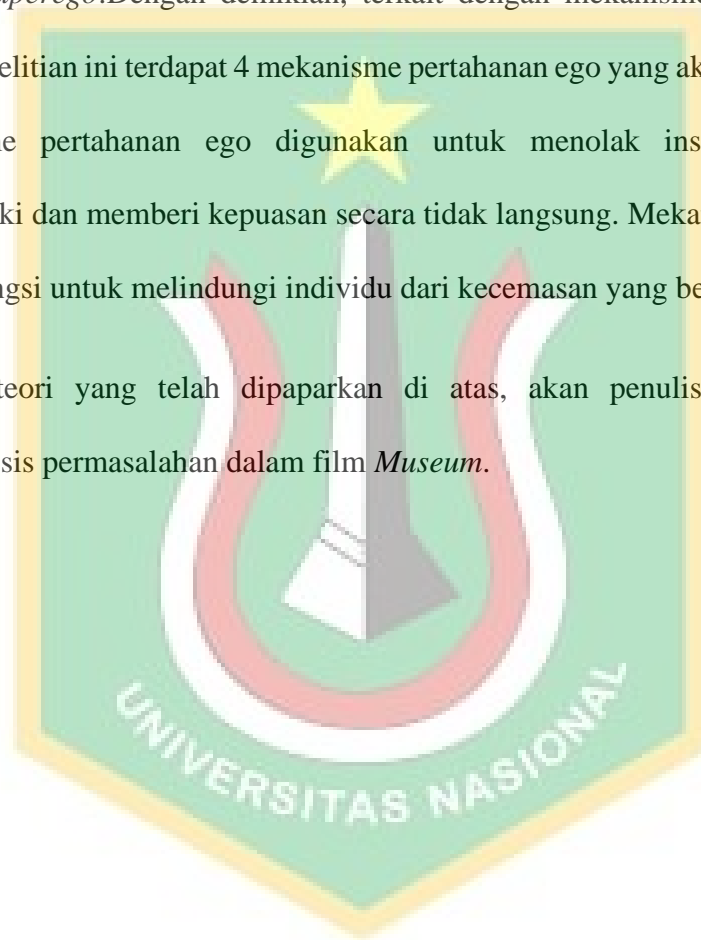 perego.Dengan demikian, terkait dengan mekanisme
elitian ini terdapat 4 mekanisme pertahanan ego yang ak
e pertahanan ego digunakan untuk menolak ins
ki dan memberi kepuasan secara tidak langsung. Meka
ngsi untuk melindungi individu dari kecemasan yang be
teori yang telah dipaparkan di atas, akan penulis
sis permasalahan dalam film Museum.
UNIVERSITAS NASIONAL